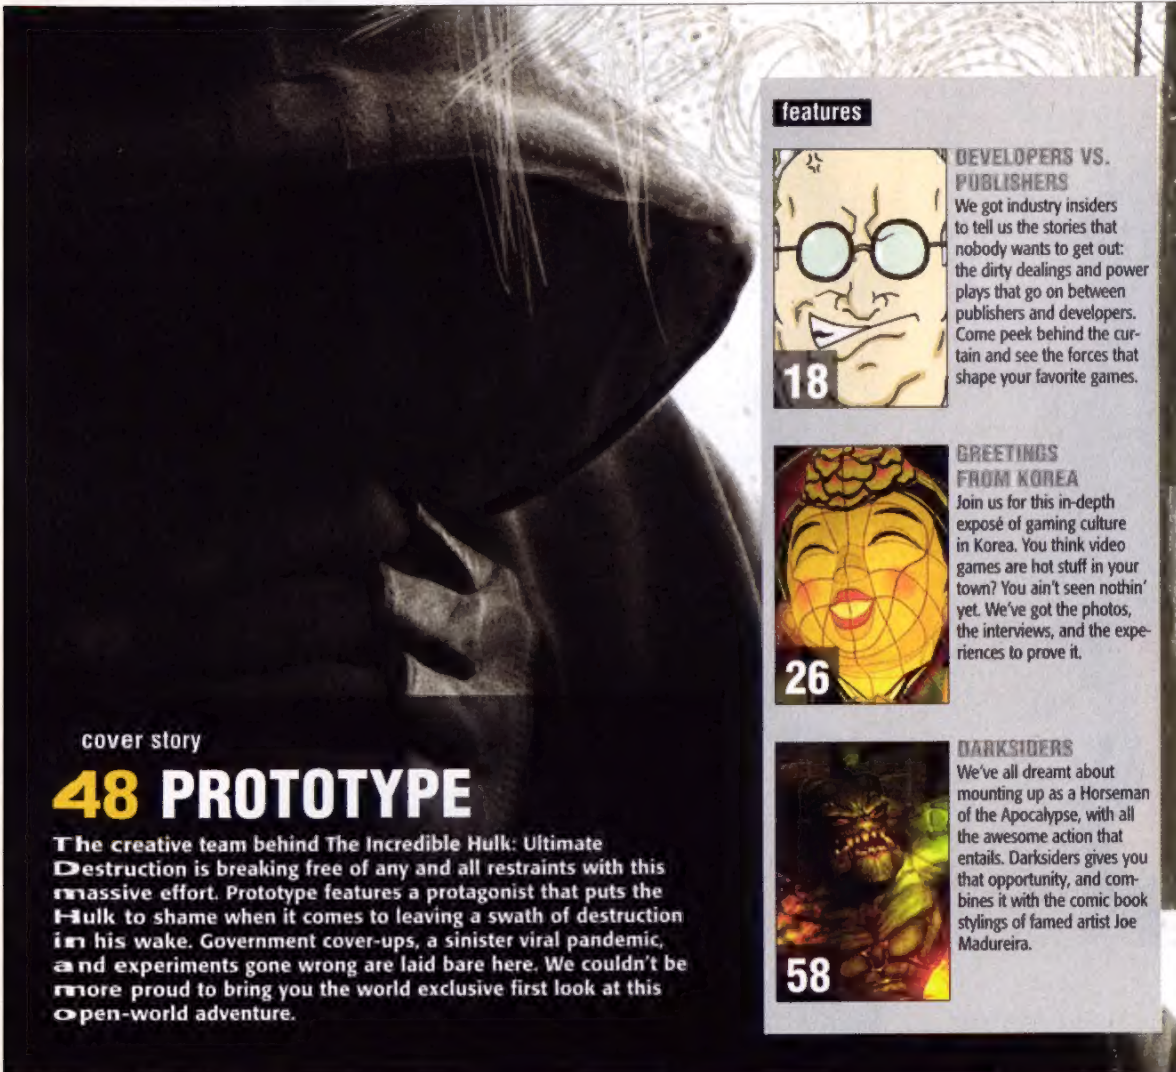 features
DEVELOPERS VS.
PUBLISHERS
We got industry insiders
to tell us the stories that
nobody wants to get out:
the dirty dealings and power
plays that go on between
publishers and developers.
Come peek behind the cur-
tain and see the forces that
shape your favorite games.
18
GREETINGS
FROM KOREA
Join us for this in-depth
exposé of gaming culture
in Korea. You think video
games are hot stuff in your
town? You ain't seen nothin'
yet. We've got the photos,
the interviews, and the expe-
riences to prove it.
26
DARKSIDERS
We've all dreamt about
mounting up as a Horseman
of the Apocalypse, with all
the awesome action that
entails. Darksiders gives you
that opportunity, and com-
bines it with the comic book
stylings of famed artist Joe
Madureira.
58
cover story
48 PROTOTYPE
The creative team behind The Incredible Hulk: Ultimate
Destruction is breaking free of any and all restraints with this
massive effort. Prototype features a protagonist that puts the
Hulk to shame when it comes to leaving a swath of destruction
in his wake. Government cover-ups, a sinister viral pandemic,
and experiments gone wrong are laid bare here. We couldn't be
more proud to bring you the world exclusive first look at this
open-world adventure.